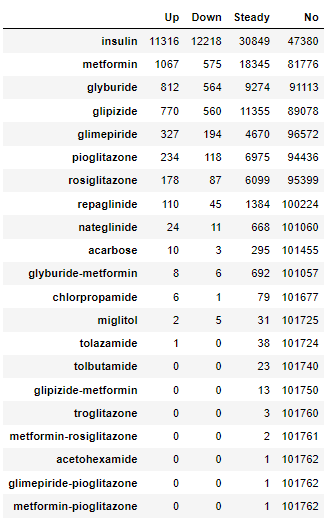 Up Down Steady No
insulin 11316 12218 30849 47380
metformin 1067 575 18345 81776
glyburide 812 564 9274 91113
glipizide 770 560 11355 89078
glimepiride 327 194 4670 96572
pioglitazone 234 118 6975 94436
rosiglitazone 178 87 6099 95399
repaglinide 110 45 1384 100224
nateglinide 24 11 668 101060
acarbose 10 3 295 101455
glyburide-metformin 8 6 692 101057
chlorpropamide 6 1 79 101677
miglitol 2 5 31 101725
tolazamide 1 0 38 101724
tolbutamide 0 0 23 101740
glipizide-metformin 0 0 13 101750
troglitazone 0 0 3 101760
metformin-rosiglitazone 0 0 2 101761
acetohexamide 0 0 1 101762
glimepiride-pioglitazone 0 0 1 101762
metformin-pioglitazone 0 0 1 101762